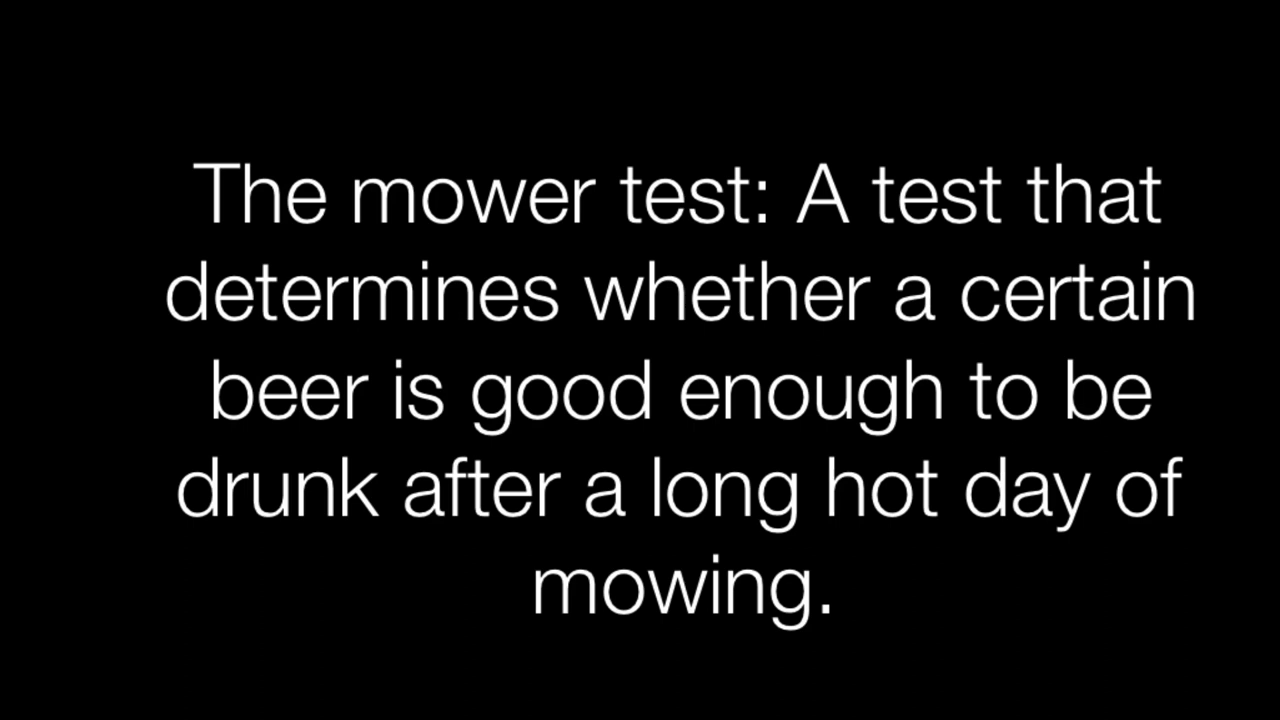 The mower test: A test that
determines whether a certain
beer is good enough to be
drunk after a long hot day of
mowing.